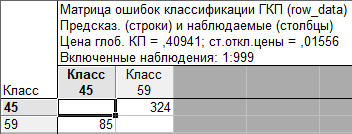 Матрица ошибок классификации ГКП (row_data)
Предсказ. (строки) и наблюдаемые (столбцы)
Цена глоб. КП = ,40941; ст.откл.цены = ,01556
Включенные наблюдения: 1:999
Класс Класс 45 Класс 59
45 324
59 85